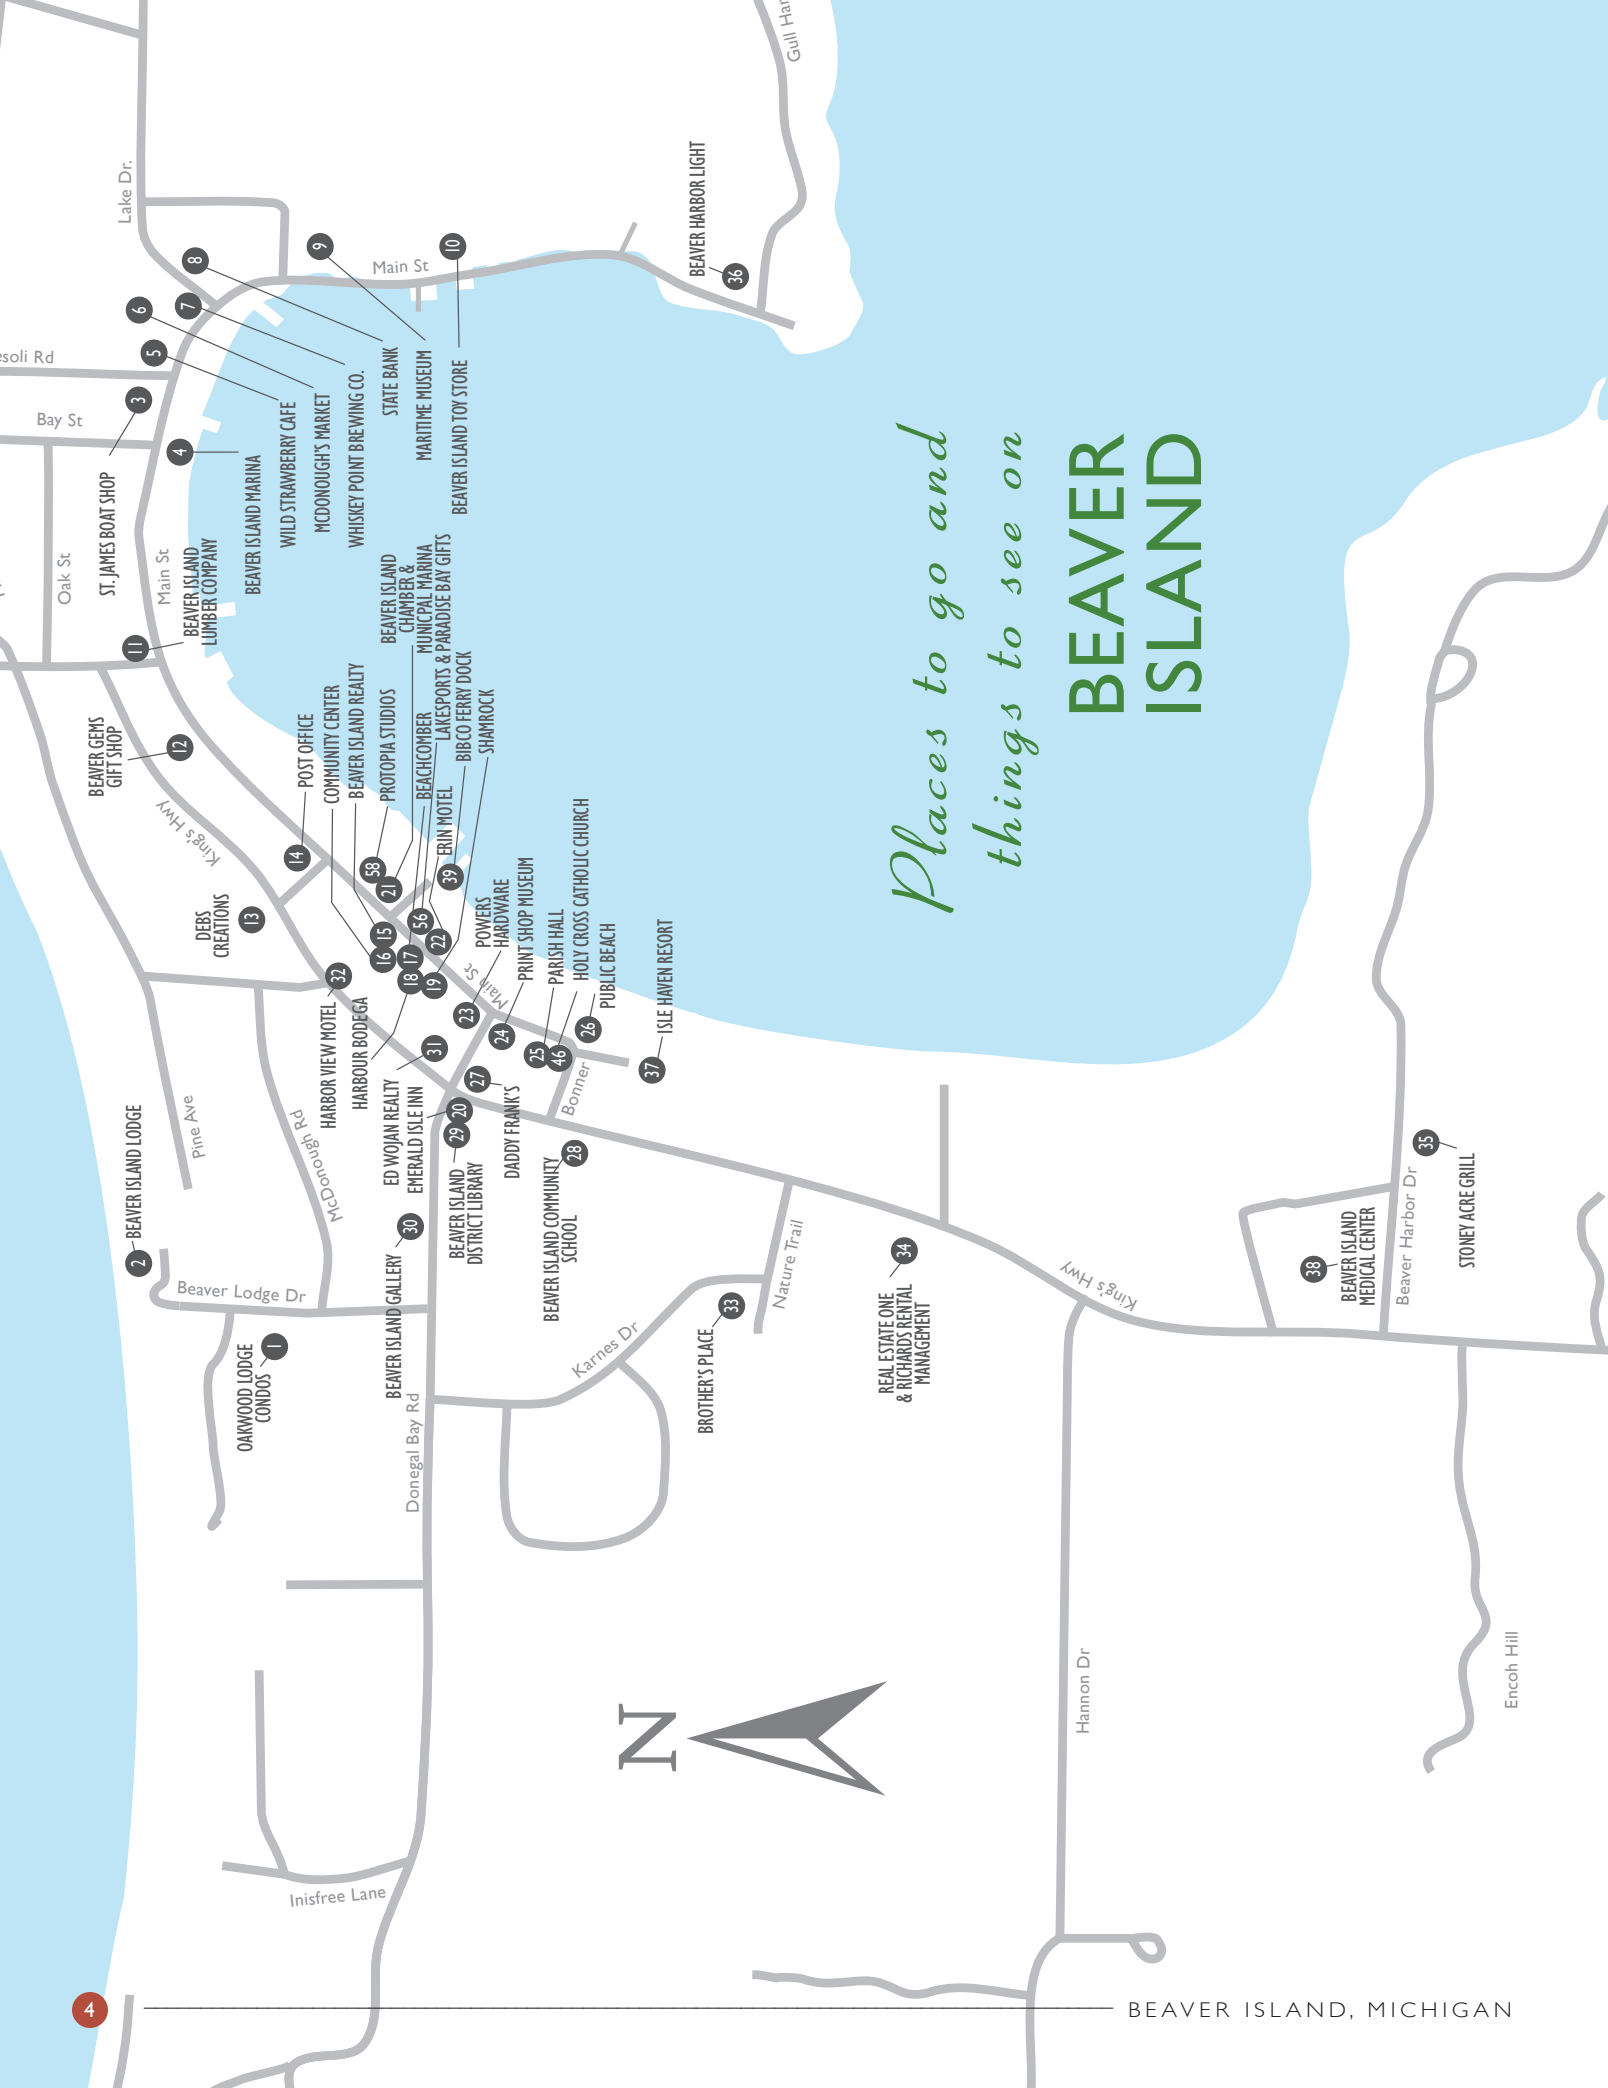 Places to go and
things to see on
BEAVER
ISLAND
N
OAKWOOD LODGE
CONDOS
1
BEAVER ISLAND LODGE
2
ST. JAMES BOAT SHOP
3
BEAVER ISLAND MARINA
4
WILD STRAWBERRY CAFE
5
MCDONOUGH'S MARKET
6
WHISKEY POINT BREWING CO.
7
STATE BANK
8
MARITIME MUSEUM
9
BEAVER ISLAND TOY STORE
10
BEAVER ISLAND
LUMBER COMPANY
11
BEAVER GEMS
GIFT SHOP
12
DEBS
CREATIONS
13
POST OFFICE
14
COMMUNITY CENTER
16
BEAVER ISLAND REALTY
15
PROTOPIA STUDIOS
58
BEAVER ISLAND
CHAMBER &
MUNICPAL MARINA
21
BEACHCOMBER
17
LAKESPORTS & PARADISE BAY GIFTS
56
ERIN MOTEL
22
BIBCO FERRY DOCK
39
SHAMROCK
19
HARBOUR BODEGA
18
HARBOR VIEW MOTEL
32
POWERS
HARDWARE
23
PRINT SHOP MUSEUM
24
PARISH HALL
25
HOLY CROSS CATHOLIC CHURCH
46
PUBLIC BEACH
26
ISLE HAVEN RESORT
37
ED WOJAN REALTY
31
EMERALD ISLE INN
20
BEAVER ISLAND
DISTRICT LIBRARY
29
DADDY FRANK'S
27
BEAVER ISLAND COMMUNITY
SCHOOL
28
BEAVER ISLAND GALLERY
30
BROTHER'S PLACE
33
REAL ESTATE ONE
& RICHARDS RENTAL
MANAGEMENT
34
STONEY ACRE GRILL
35
BEAVER HARBOR LIGHT
36
BEAVER ISLAND
MEDICAL CENTER
38
Lake Dr.
Main St
Gull Har
esoli Rd
Bay St
Oak St
Main St
King's Hwy
Main St
Pine Ave
McDonough Rd
Beaver Lodge Dr
Donegal Bay Rd
Bonner
Karnes Dr
Nature Trail
King's Hwy
Beaver Harbor Dr
Hannon Dr
Encoh Hill
Inisfree Lane
4
BEAVER ISLAND, MICHIGAN